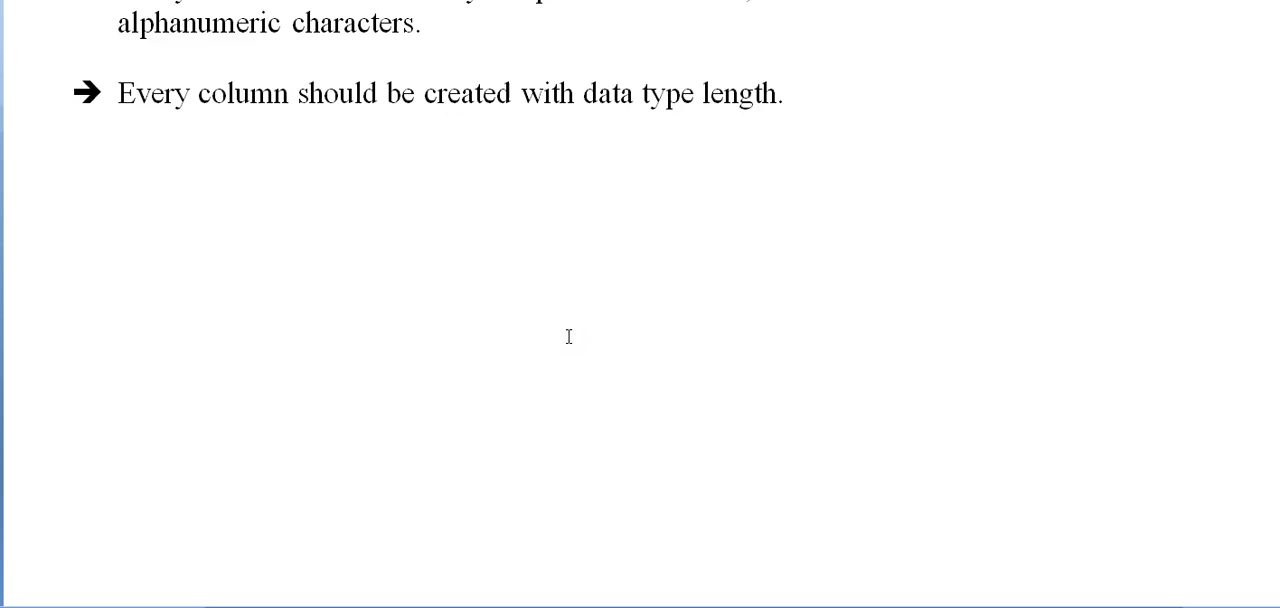 alphanumeric characters.
➔ Every column should be created with data type length.